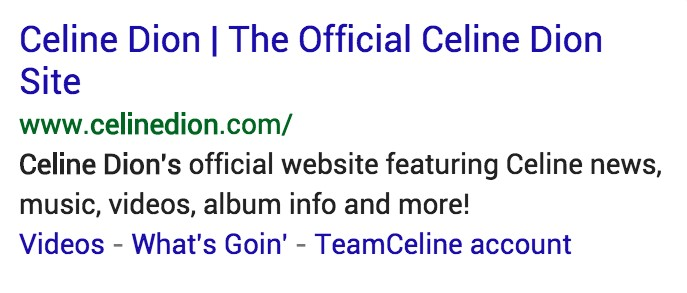 Celine Dion | The Official Celine Dion
Site
www.celinedion.com/
Celine Dion's official website featuring Celine news,
music, videos, album info and more!
Videos - What's Goin' - TeamCeline account